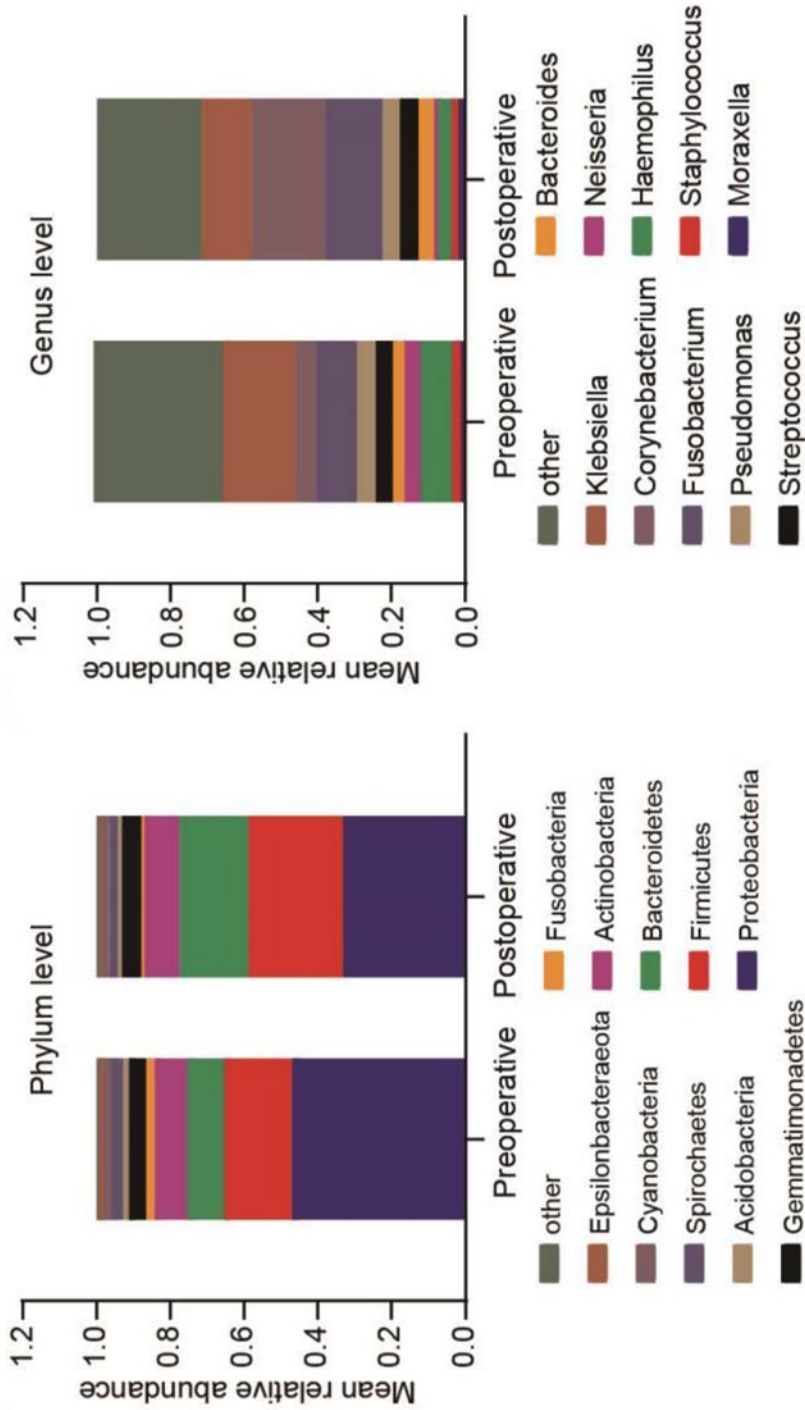 Phylum level
Mean relative abundance
1.2
1.0
0.8
0.6
0.4
0.2
0.0
Preoperative
Postoperative
other
Epsilonbacteraeota
Cyanobacteria
Spirochaetes
Acidobacteria
Gemmatimonadetes
Fusobacteria
Actinobacteria
Bacteroidetes
Firmicutes
Proteobacteria
Genus level
Mean relative abundance
1.2
1.0
0.8
0.6
0.4
0.2
0.0
Preoperative
Postoperative
other
Klebsiella
Corynebacterium
Fusobacterium
Pseudomonas
Streptococcus
Bacteroides
Neisseria
Haemophilus
Staphylococcus
Moraxella